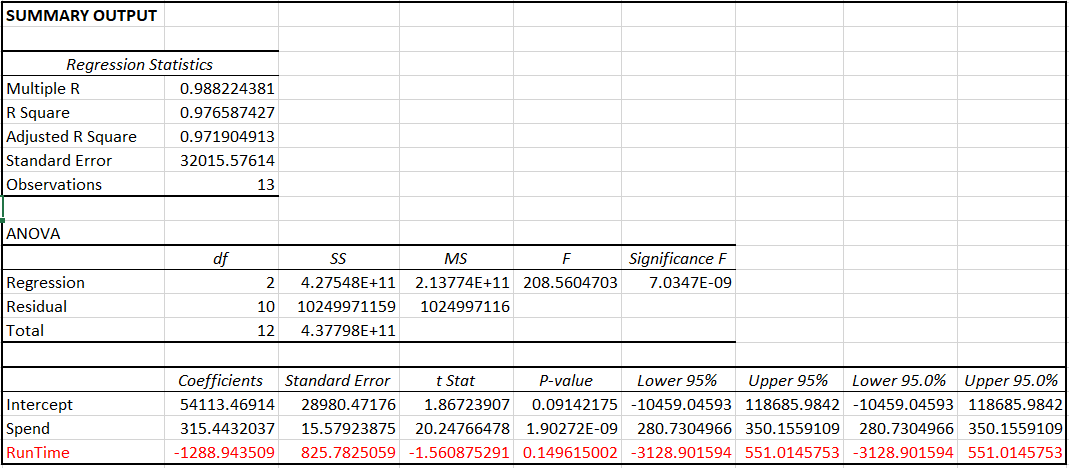 SUMMARY OUTPUT
Regression Statistics
Multiple R 0.988224381
R Square 0.976587427
Adjusted R Square 0.971904913
Standard Error 32015.57614
Observations 13
ANOVA
df SS MS F Significance F
Regression 2 4.27548E+11 2.13774E+11 208.5604703 7.0347E-09
Residual 10 10249971159 1024997116
Total 12 4.37798E+11
Coefficients Standard Error t Stat P-value Lower 95% Upper 95% Lower 95.0% Upper 95.0%
Intercept 54113.46914 28980.47176 1.86723907 0.09142175 -10459.04593 118685.9842 -10459.04593 118685.9842
Spend 315.4432037 15.57923875 20.24766478 1.90272E-09 280.7304966 350.1559109 280.7304966 350.1559109
RunTime -1288.943509 825.7825059 -1.560875291 0.149615002 -3128.901594 551.0145753 -3128.901594 551.0145753